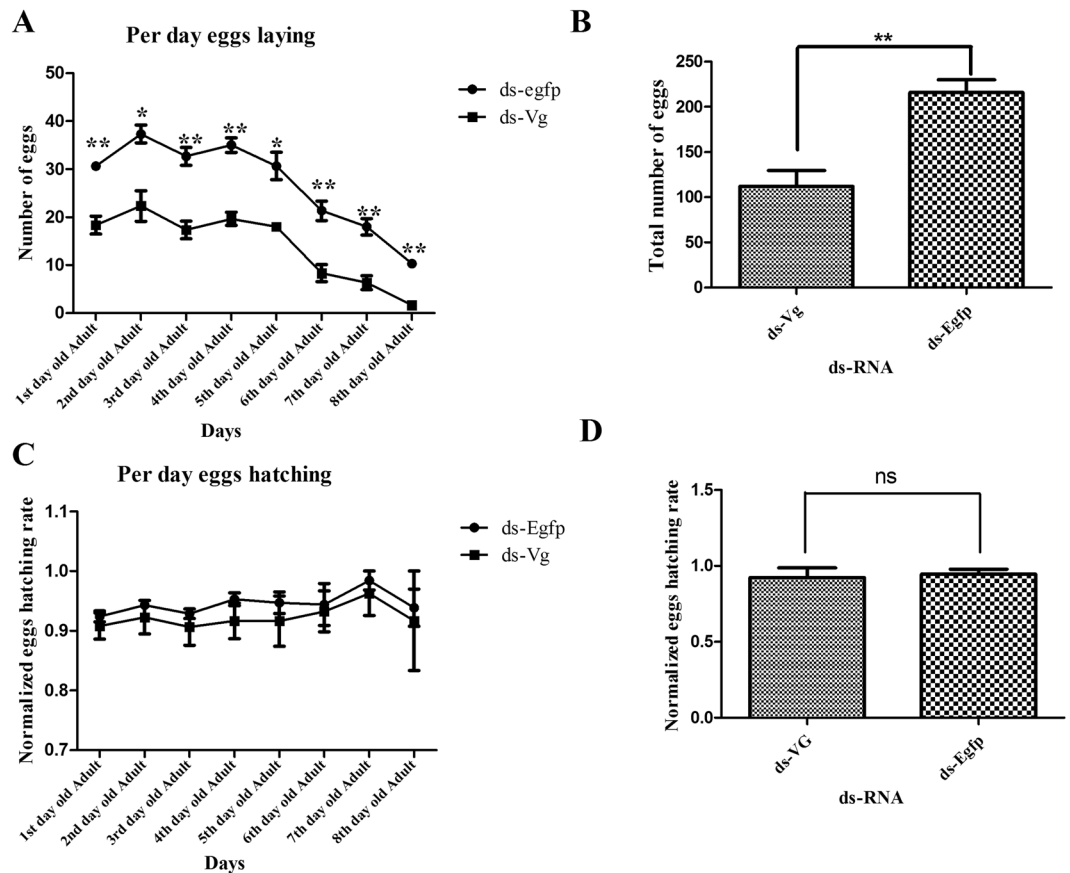 A
Per day eggs laying
Number of eggs
50
40
30
20
10
0
**
*
**
**
*
**
**
**
ds-egfp
ds-Vg
1st day old Adult
2nd day old Adult
3rd day old Adult
4th day old Adult
5th day old Adult
6th day old Adult
7th day old Adult
8th day old Adult
Days
B
Total number of eggs
250
200
150
100
50
0
**
ds-Vg
ds-Egfp
ds-RNA
C
Per day eggs hatching
Normalized eggs hatching rate
1.1
1.0
0.9
0.8
0.7
ds-Egfp
ds-Vg
1st day old Adult
2nd day old Adult
3rd day old Adult
4th day old Adult
5th day old Adult
6th day old Adult
7th day old Adult
8th day old Adult
Days
D
Normalized eggs hatching rate
1.5
1.0
0.5
0.0
ns
ds-VG
ds-Egfp
ds-RNA